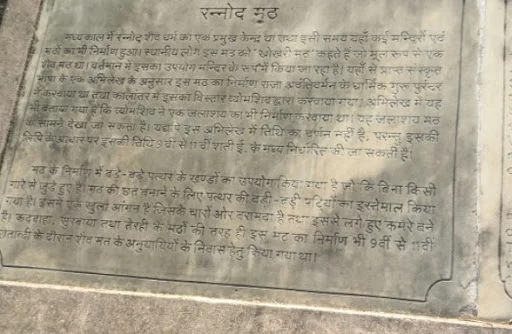 रन्नोद मठ
मध्य काल में रन्नोद शैव धर्म का एक प्रमुख केन्द्र था तथा इसी समय यहाँ कई मन्दिरों एवं
मठों का भी निर्माण हुआ। स्थानीय लोग इस मठ को "खोखरी मठ" कहते हैं जो मूल रूप से एक
शैव मठ था। वर्तमान में इसका उपयोग मन्दिर के रूप में किया जा रहा है। यहाँ से प्राप्त संस्कृत
भाषा के एक अभिलेख के अनुसार इस मठ का निर्माण राजा अवन्तिवर्मन के धार्मिक गुरू पुरन्दर
ने करवाया था तथा कालांतर में इसका विस्तार व्योमशिव द्वारा करवाया गया। अभिलेख में यह
भी बताया गया है कि व्योमशिव ने एक जलाशय का भी निर्माण करवाया था। यह जलाशय मठ
के सामने देखा जा सकता है। यद्यपि इस अभिलेख में तिथि का वर्णन नहीं है, परन्तु इसकी
लिपि के आधार पर इसकी तिथि 9वीं से 11वीं शती ई. के मध्य निर्धारित की जा सकती है।
मठ के निर्माण में बड़े-बड़े पत्थर के खण्डों का उपयोग किया गया है जो कि बिना किसी
गारे से जुड़े हुए हैं। मठ की छत बनाने के लिए पत्थर की बड़ी-बड़ी पट्टियों का इस्तेमाल किया
गया है। इसमें एक खुला आंगन है जिसके चारों ओर बरामदा है तथा इससे लगे हुए कमरे बने
हैं। कदवाहा, सुरवाया तथा तेरही के मठों की तरह ही इस मठ का निर्माण भी 9वीं से 11वीं
शताब्दी के दौरान शैव मत के अनुयायियों के निवास हेतु किया गया था।